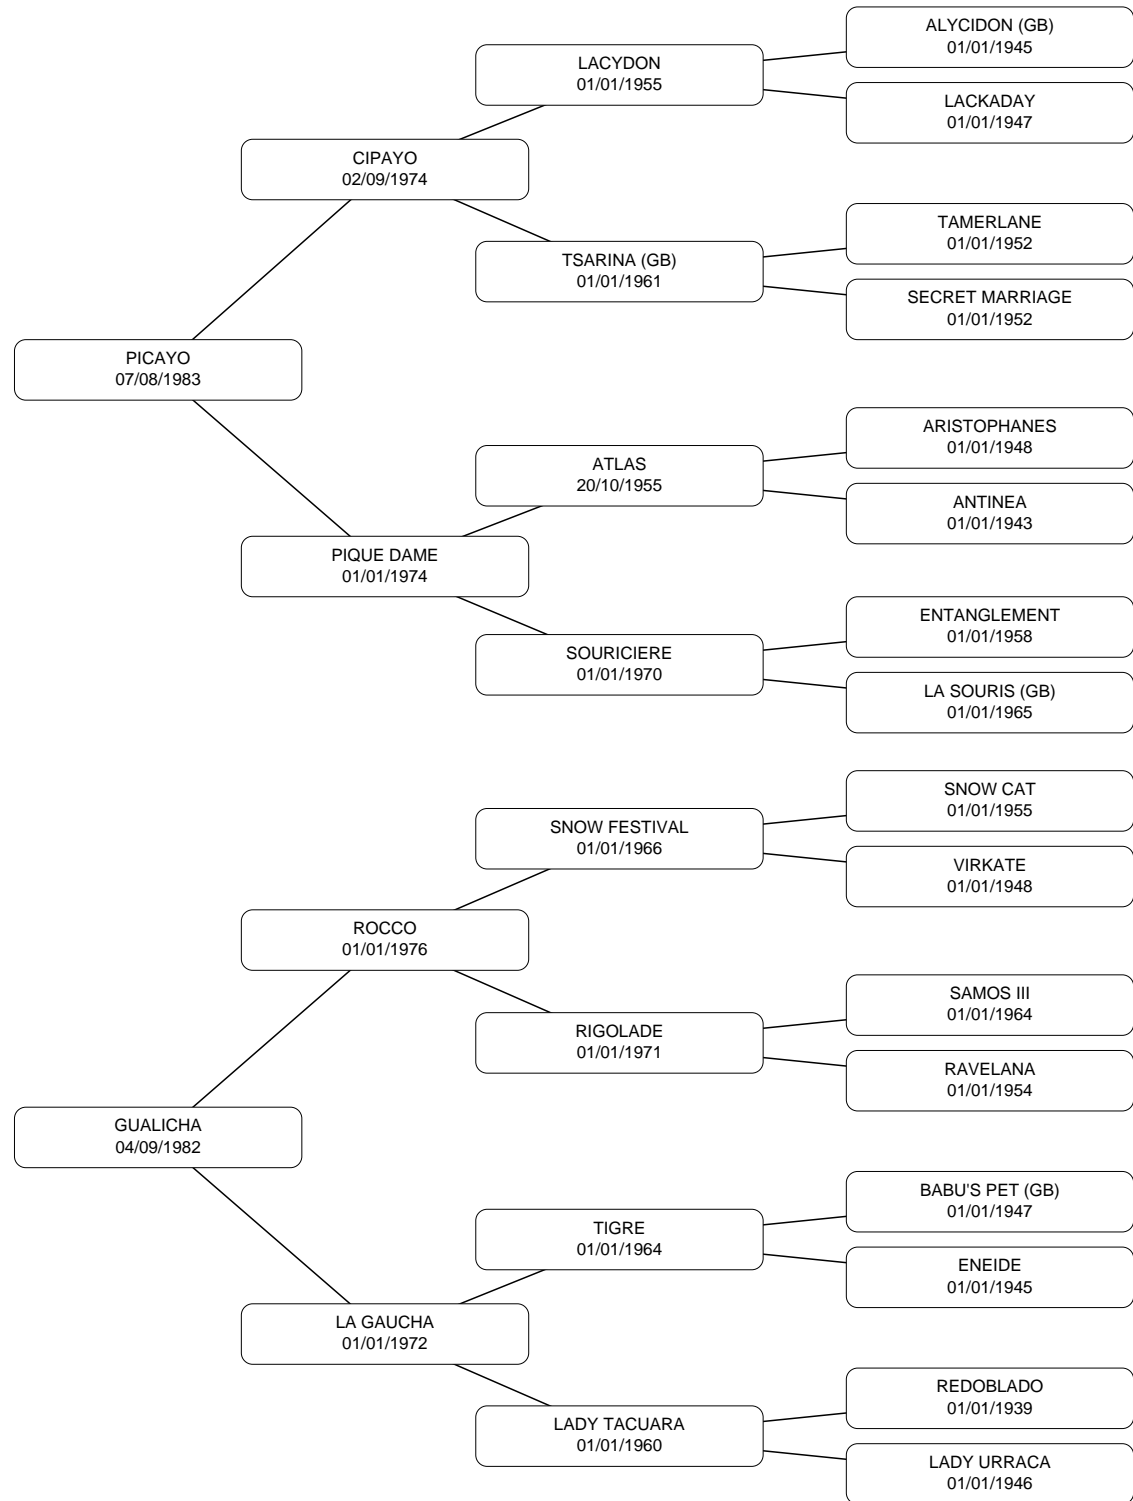 ALYCIDON (GB)
01/01/1945
LACYDON
01/01/1955
LACKADAY
01/01/1947
CIPAYO
02/09/1974
TAMERLANE
01/01/1952
TSARINA (GB)
01/01/1961
SECRET MARRIAGE
01/01/1952
PICAYO
07/08/1983
ARISTOPHANES
01/01/1948
ATLAS
20/10/1955
ANTINEA
01/01/1943
PIQUE DAME
01/01/1974
ENTANGLEMENT
01/01/1958
SOURICIERE
01/01/1970
LA SOURIS (GB)
01/01/1965
SNOW CAT
01/01/1955
SNOW FESTIVAL
01/01/1966
VIRKATE
01/01/1948
ROCCO
01/01/1976
SAMOS III
01/01/1964
RIGOLADE
01/01/1971
RAVELANA
01/01/1954
GUALICHA
04/09/1982
BABU'S PET (GB)
01/01/1947
TIGRE
01/01/1964
ENEIDE
01/01/1945
LA GAUCHA
01/01/1972
REDOBLADO
01/01/1939
LADY TACUARA
01/01/1960
LADY URRACA
01/01/1946